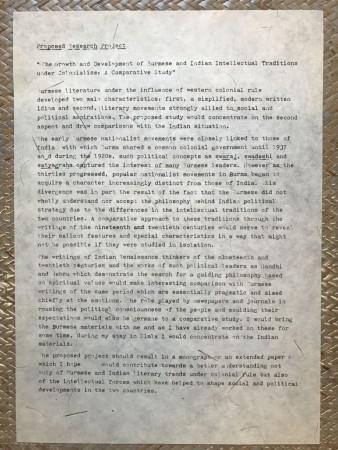 Proposed Research Project
"The Growth and Development of Burmese and Indian Intellectual Traditions
under Colonialism: A Comparative Study"
Burmese literature under the influence of western colonial rule
developed two main characteristics: first, a simplified, modern written
idiom and second, literary movements strongly allied to social and
political aspirations. The proposed study would concentrate on the second
aspect and draw comparisons with the Indian situation.
The early Burmese nationalist movements were closely linked to those of
India with which Burma shared a common colonial government until 1937
and during the 1920s, such political concepts as swaraj, swadeshi and
satyagraha captured the interest of many Burmese leaders. However as the
thirties progressed, popular nationalist movements in Burma began to
acquire a character increasingly distinct from those of India. This
divergence was in part the result of the fact that the Burmese did not
wholly understand nor accept the philosophy behind Indian political
strategy due to the differences in the intellectual traditions of the
two countries. A comparative approach to these traditions through the
writings of the nineteenth and twentieth centuries would serve to reveal
their salient features and special characteristics in a way that might
not be possible if they were studied in isolation.
The writings of Indian Renaissance thinkers of the nineteenth and
twentieth centuries and the works of such political leaders as Gandhi
and Nehru which demonstrate the search for a guiding philosophy based
on spiritual values would make interesting comparison with Burmese
writings of the same period which are essentially pragmatic and aimed
chiefly at the emotions. The role played by newspapers and journals in
rousing the political consciousness of the people and moulding their
expectations would also be germane to a comparative study. I would bring
the Burmese materials with me and as I have already worked on these for
some time, during my stay in Simla I would concentrate on the Indian
materials.
The proposed project should result in a monograph or an extended paper
which I hope would contribute towards a better understanding not
only of Burmese and Indian literary trends under colonial rule but also
of the intellectual forces which have helped to shape social and political
developments in the two countries.